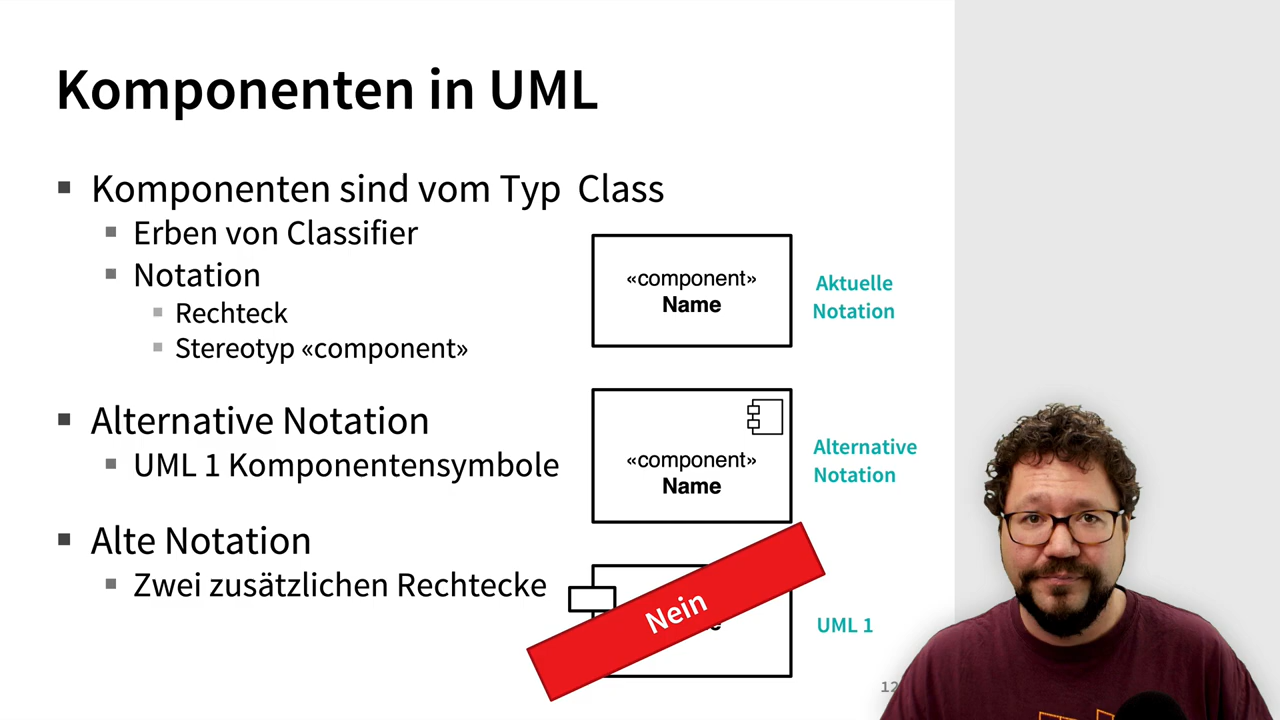 Komponenten in UML
Komponenten sind vom Typ Class
Erben von Classifier
Notation
Rechteck
Stereotyp «component»
«component»
Name
Aktuelle
Notation
Alternative Notation
UML 1 Komponentensymbole
«component»
Name
Alternative
Notation
Alte Notation
Zwei zusätzlichen Rechtecke
Nein
UML 1